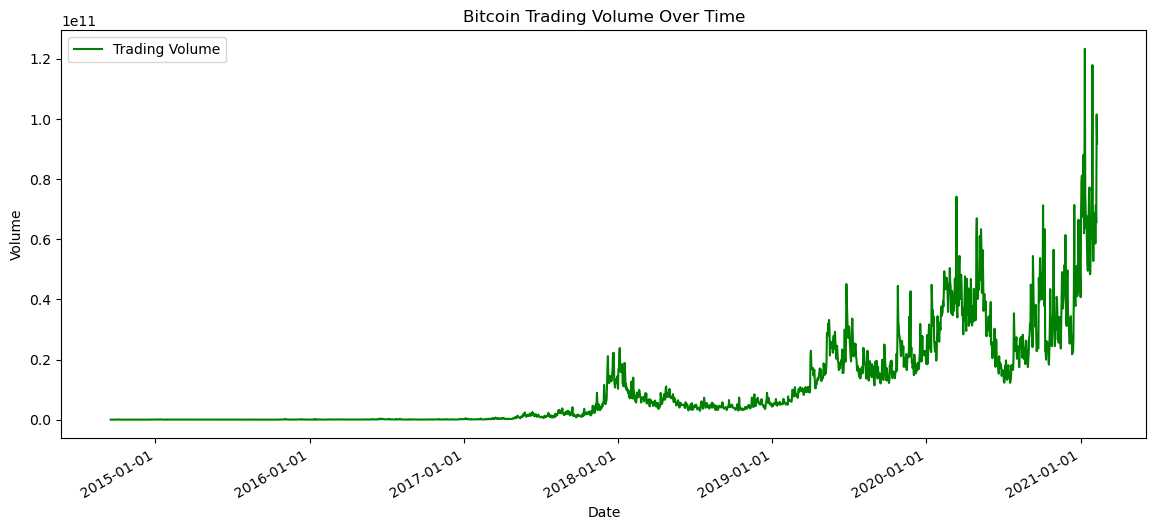 Bitcoin Trading Volume Over Time
1e11
Trading Volume
1.2
1.0
0.8
0.6
0.4
0.2
0.0
Volume
2015-01-01
2016-01-01
2017-01-01
2018-01-01
2019-01-01
2020-01-01
2021-01-01
Date